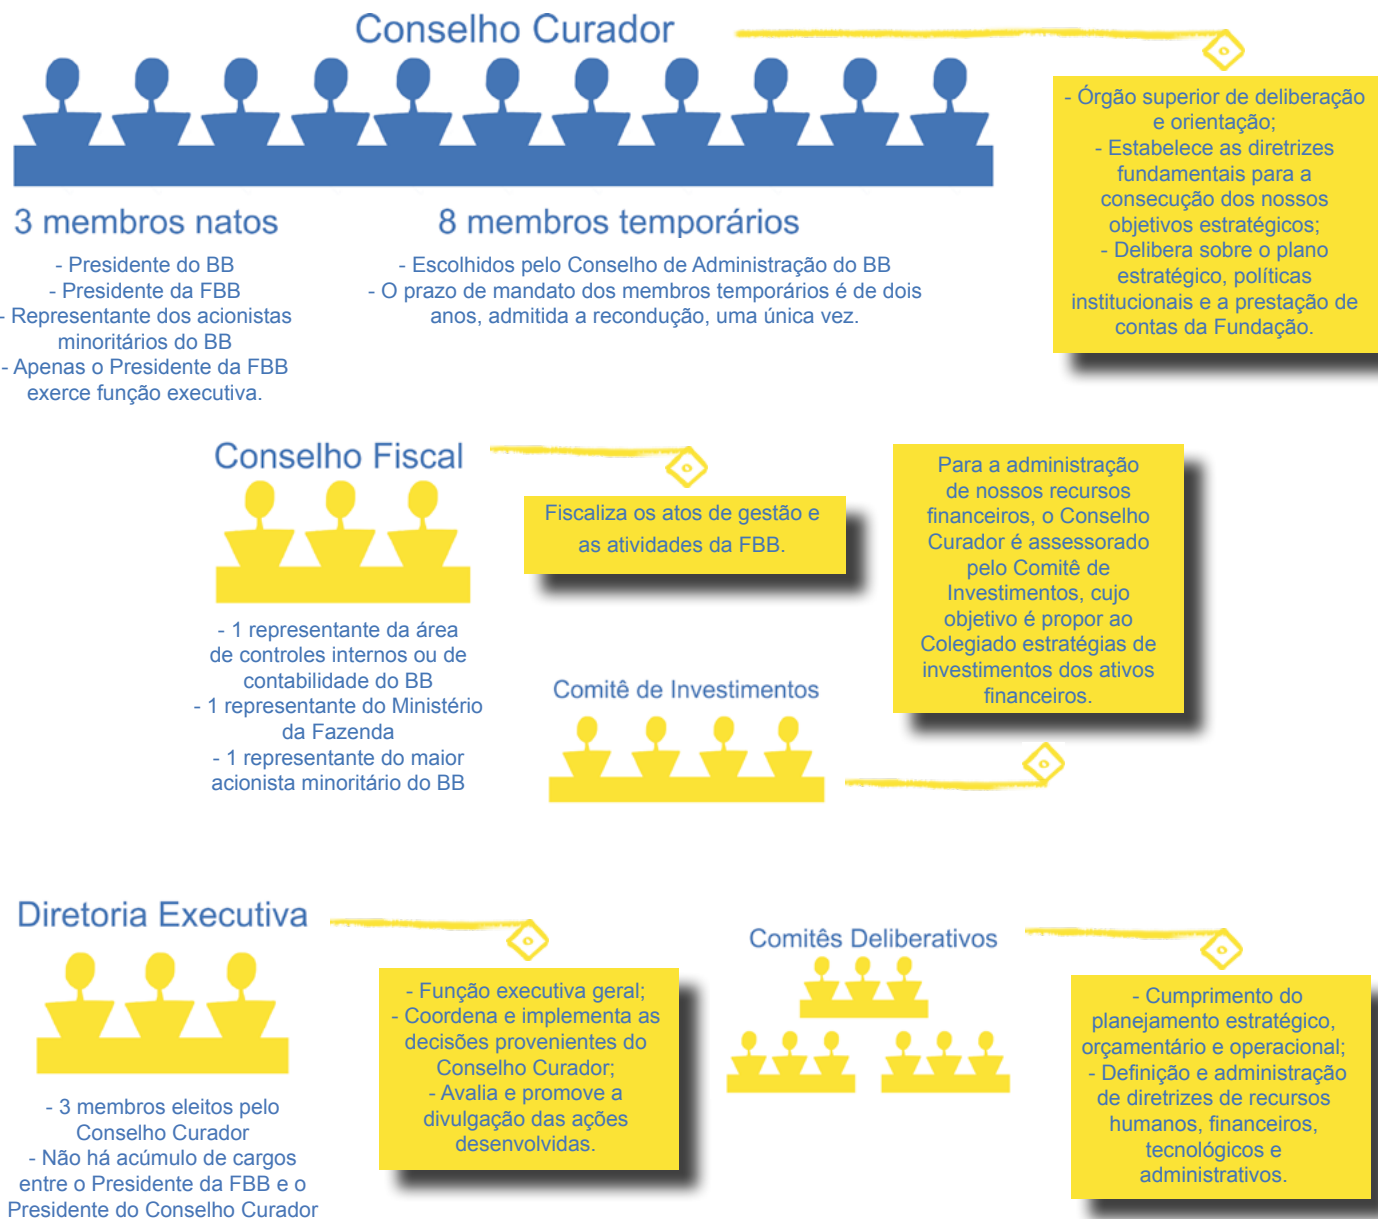 Conselho Curador
- Órgão superior de deliberação
e orientação;
- Estabelece as diretrizes
fundamentais para a
consecução dos nossos
objetivos estratégicos;
- Delibera sobre o plano
estratégico, políticas
institucionais e a prestação de
contas da Fundação.
3 membros natos
- Presidente do BB
- Presidente da FBB
- Representante dos acionistas
minoritários do BB
- Apenas o Presidente da FBB
exerce função executiva.
8 membros temporários
- Escolhidos pelo Conselho de Administração do BB
- O prazo de mandato dos membros temporários é de dois
anos, admitida a recondução, uma única vez.
Conselho Fiscal
Fiscaliza os atos de gestão e
as atividades da FBB.
- 1 representante da área
de controles internos ou de
contabilidade do BB
- 1 representante do Ministério
da Fazenda
- 1 representante do maior
acionista minoritário do BB
Para a administração
de nossos recursos
financeiros, o Conselho
Curador é assessorado
pelo Comitê de
Investimentos, cujo
objetivo é propor ao
Colegiado estratégias de
investimentos dos ativos
financeiros.
Comitê de Investimentos
Diretoria Executiva
- 3 membros eleitos pelo
Conselho Curador
- Não há acúmulo de cargos
entre o Presidente da FBB e o
Presidente do Conselho Curador
- Função executiva geral;
- Coordena e implementa as
decisões provenientes do
Conselho Curador;
- Avalia e promove a
divulgação das ações
desenvolvidas.
Comitês Deliberativos
- Cumprimento do
planejamento estratégico,
orçamentário e operacional;
- Definição e administração
de diretrizes de recursos
humanos, financeiros,
tecnológicos e
administrativos.